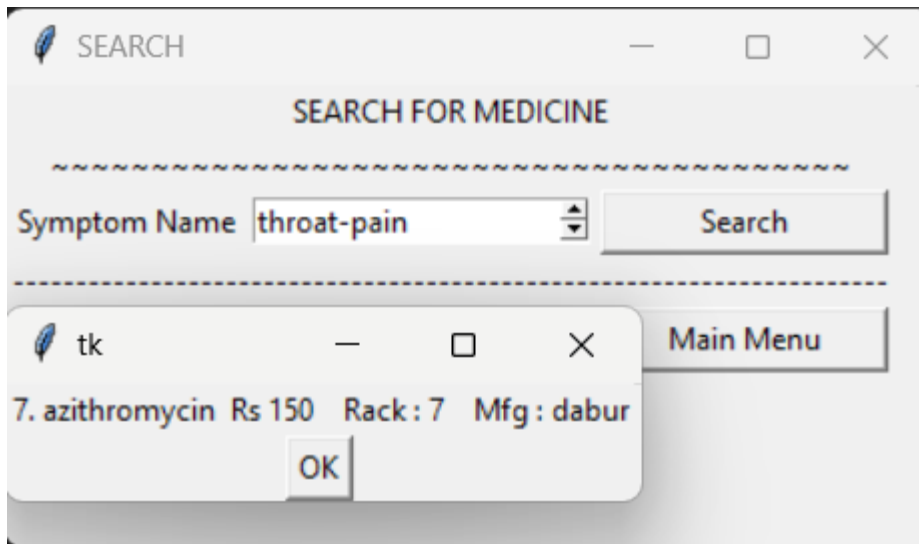 SEARCH
SEARCH FOR MEDICINE
~~~~~~~~~~~~~~~~~~~~~~~~~~~~~~~~~~~~~~~~
Symptom Name throat-pain Search
----------------------------------------------------------------------
Main Menu
tk
7. azithromycin Rs 150 Rack : 7 Mfg : dabur
OK